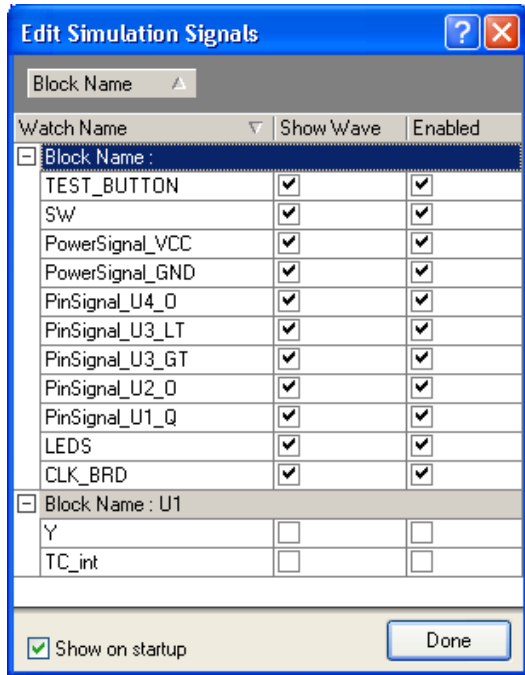 Edit Simulation Signals
Block Name
Watch Name Show Wave Enabled
Block Name :
TEST_BUTTON
SW
PowerSignal_VCC
PowerSignal_GND
PinSignal_U4_O
PinSignal_U3_LT
PinSignal_U3_GT
PinSignal_U2_O
PinSignal_U1_Q
LEDS
CLK_BRD
Block Name : U1
Y
TC_int
Show on startup Done